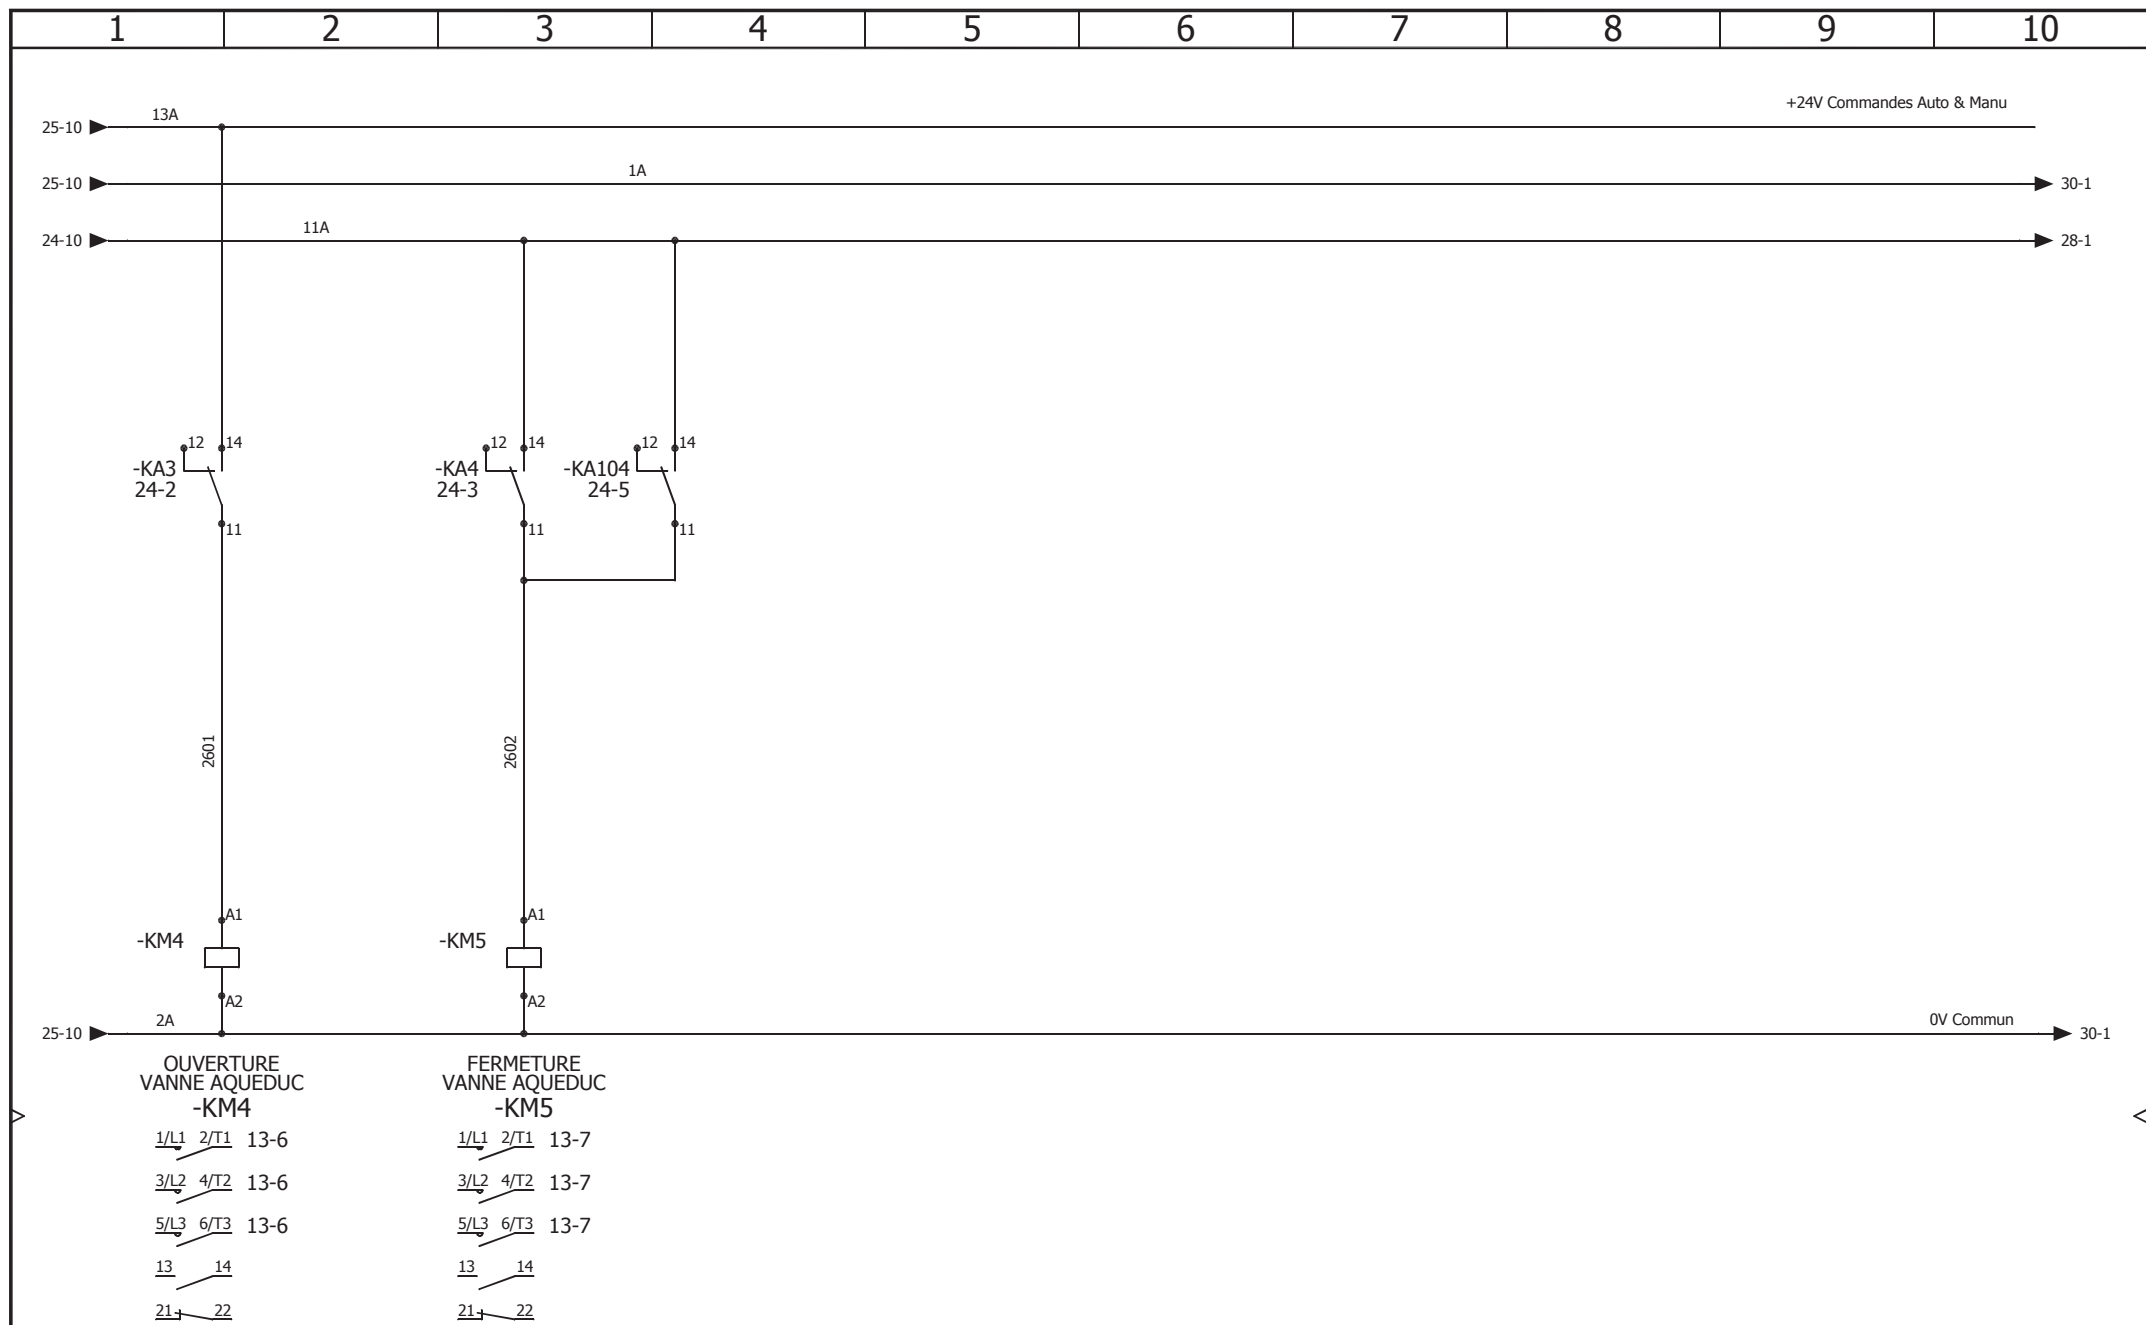 1 2 3 4 5 6 7 8 9 10
+24V Commandes Auto & Manu
25-10 13A
25-10 1A 30-1
24-10 11A 28-1
12 14 12 14 12 14
-KA3 -KA4 -KA104
24-2 24-3 24-5
11 11 11
2601 2602
A1 A1
-KM4 -KM5
A2 A2
25-10 2A 0V Commun 30-1
OUVERTURE FERMETURE
VANNE AQUEDUC VANNE AQUEDUC
-KM4 -KM5
1/L1 2/T1 13-6 1/L1 2/T1 13-7
3/L2 4/T2 13-6 3/L2 4/T2 13-7
5/L3 6/T3 13-6 5/L3 6/T3 13-7
13 14 13 14
21 22 21 22